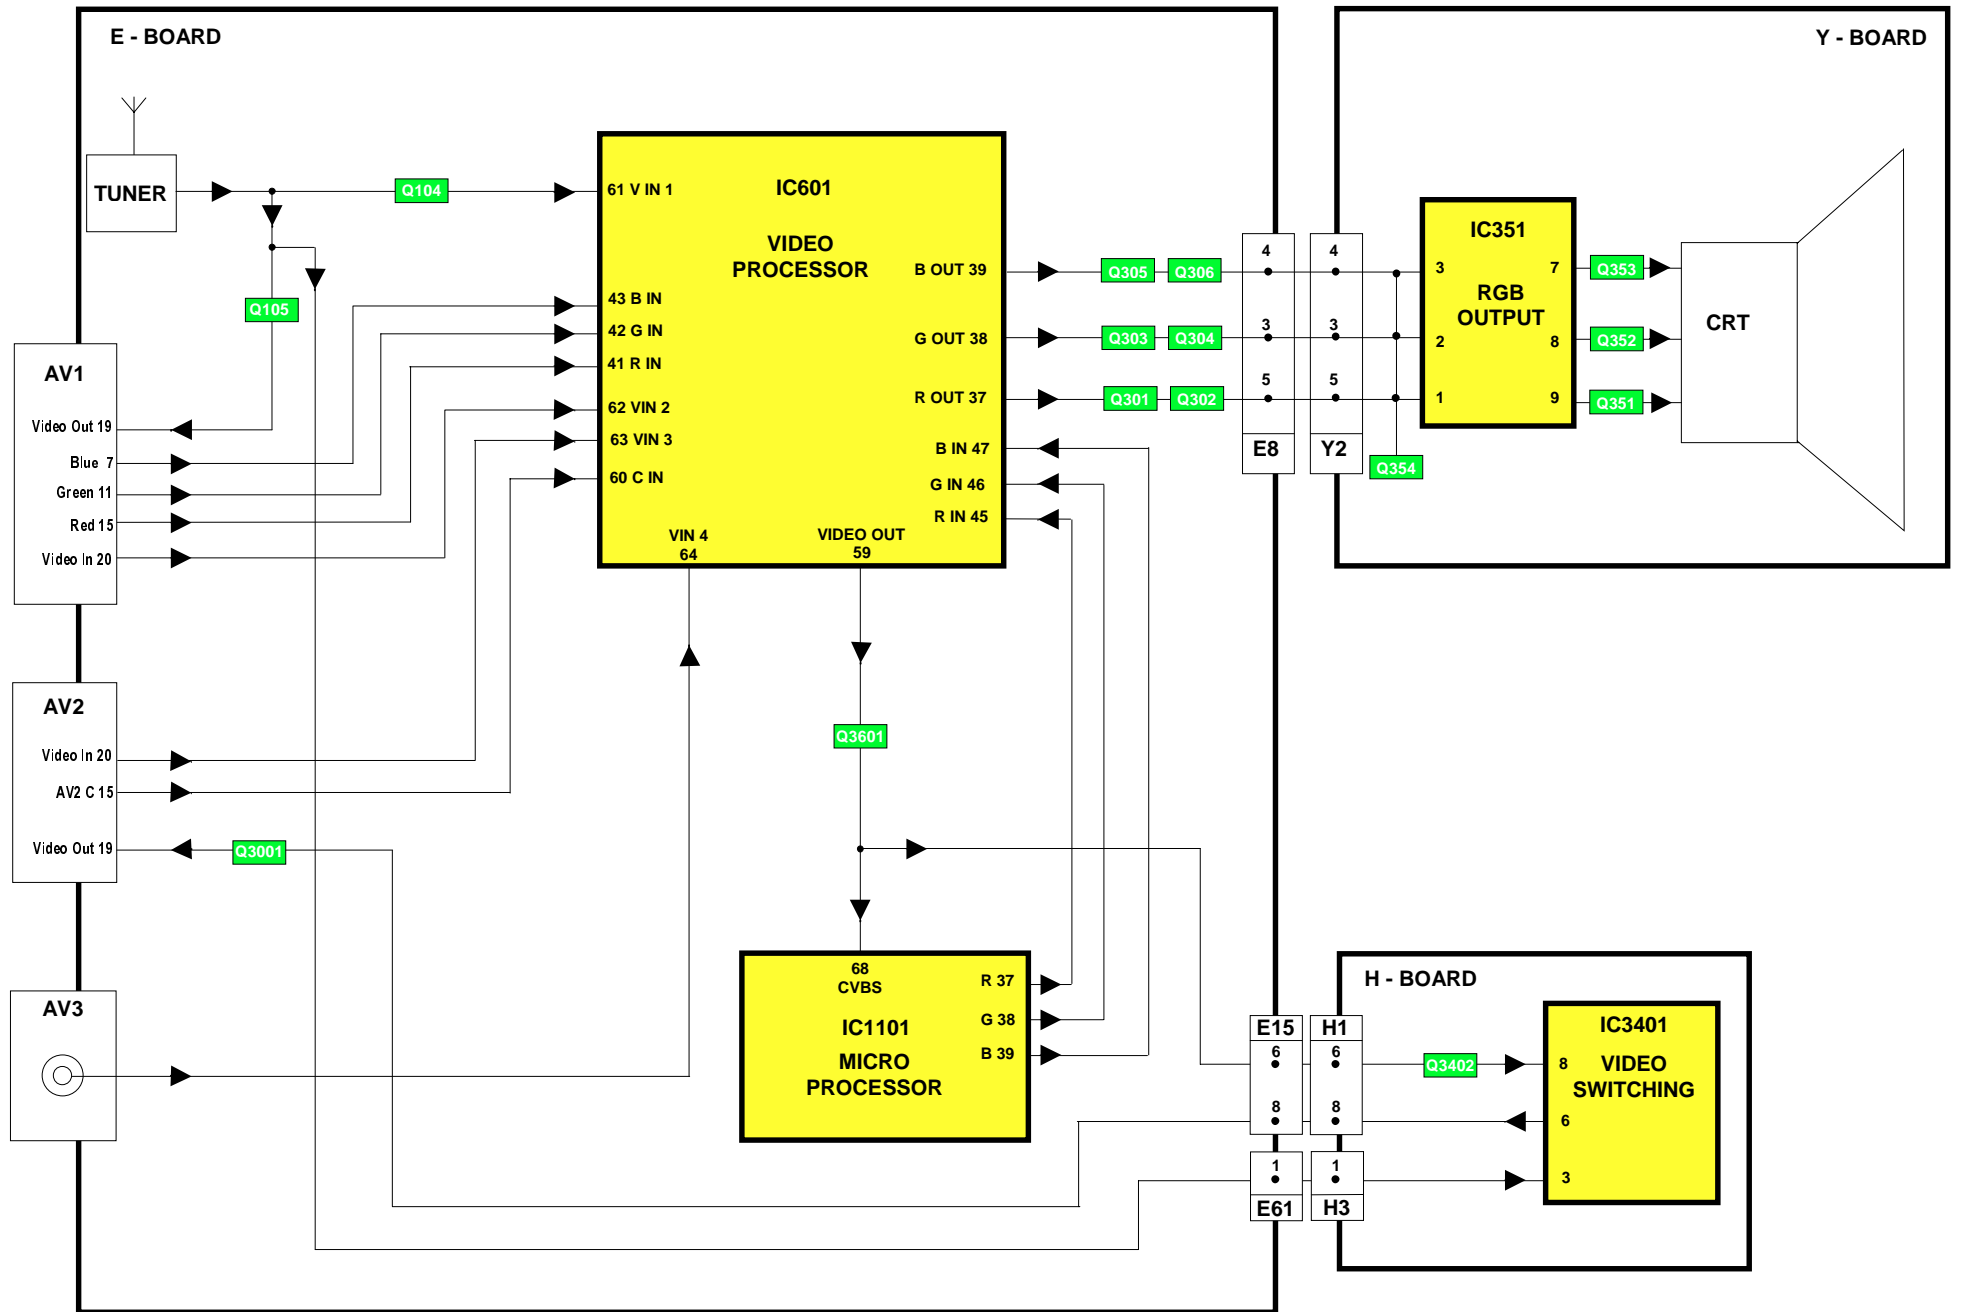 E - BOARD
Y - BOARD
TUNER
Q104
Q105
61 V IN 1
IC601
VIDEO
PROCESSOR
43 B IN
42 G IN
41 R IN
62 VIN 2
63 VIN 3
60 C IN
B OUT 39
G OUT 38
R OUT 37
B IN 47
G IN 46
R IN 45
VIN 4
64
VIDEO OUT
59
Q305
Q306
Q303
Q304
Q301
Q302
4
3
5
E8
4
3
5
Y2
Q354
IC351
RGB
OUTPUT
3
2
1
7
8
9
Q353
Q352
Q351
CRT
AV1
Video Out 19
Blue 7
Green 11
Red 15
Video In 20
AV2
Video In 20
AV2 C 15
Video Out 19
Q3001
Q3601
AV3
68
CVBS
IC1101
MICRO
PROCESSOR
R 37
G 38
B 39
E15
6
8
1
E61
H1
6
8
1
H3
H - BOARD
Q3402
IC3401
VIDEO
SWITCHING
8
6
3